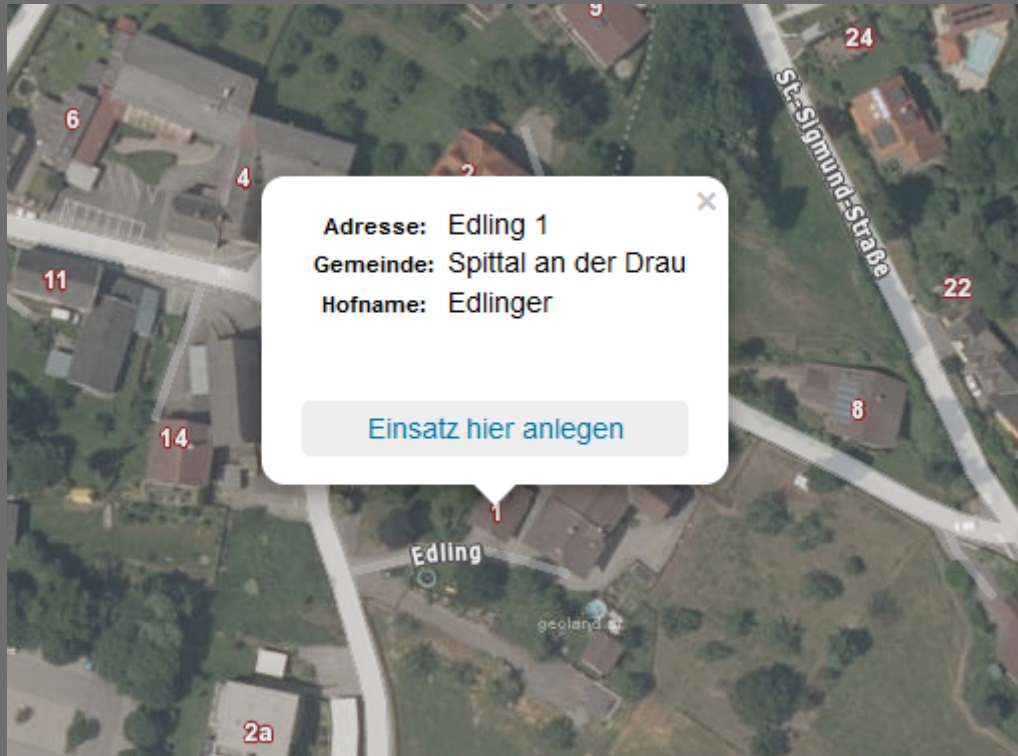 9
24
6
St.-Sigmund-Straße
4
2
×
Adresse: Edling 1
Gemeinde: Spittal an der Drau
Hofname: Edlinger
11
22
8
Einsatz hier anlegen
14
1
Edling
geoland.at
2a